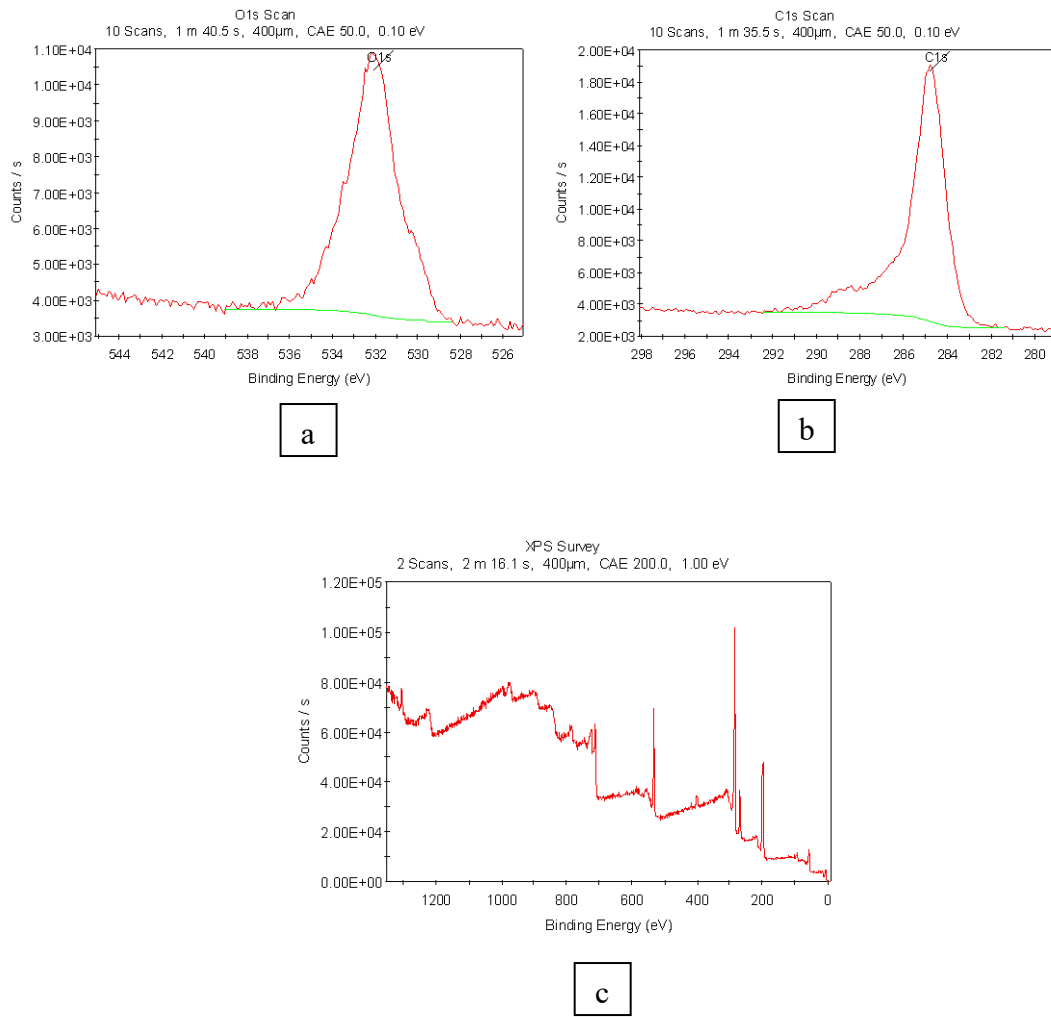 O1s Scan
10 Scans, 1 m 40.5 s, 400µm, CAE 50.0, 0.10 eV
O1s
1.10E+04
1.00E+04
9.00E+03
8.00E+03
7.00E+03
6.00E+03
5.00E+03
4.00E+03
3.00E+03
Counts / s
544 542 540 538 536 534 532 530 528 526
Binding Energy (eV)
a
C1s Scan
10 Scans, 1 m 35.5 s, 400µm, CAE 50.0, 0.10 eV
C1s
2.00E+04
1.80E+04
1.60E+04
1.40E+04
1.20E+04
1.00E+04
8.00E+03
6.00E+03
4.00E+03
2.00E+03
Counts / s
298 296 294 292 290 288 286 284 282 280
Binding Energy (eV)
b
XPS Survey
2 Scans, 2 m 16.1 s, 400µm, CAE 200.0, 1.00 eV
1.20E+05
1.00E+05
8.00E+04
6.00E+04
4.00E+04
2.00E+04
0.00E+00
Counts / s
1200 1000 800 600 400 200 0
Binding Energy (eV)
c